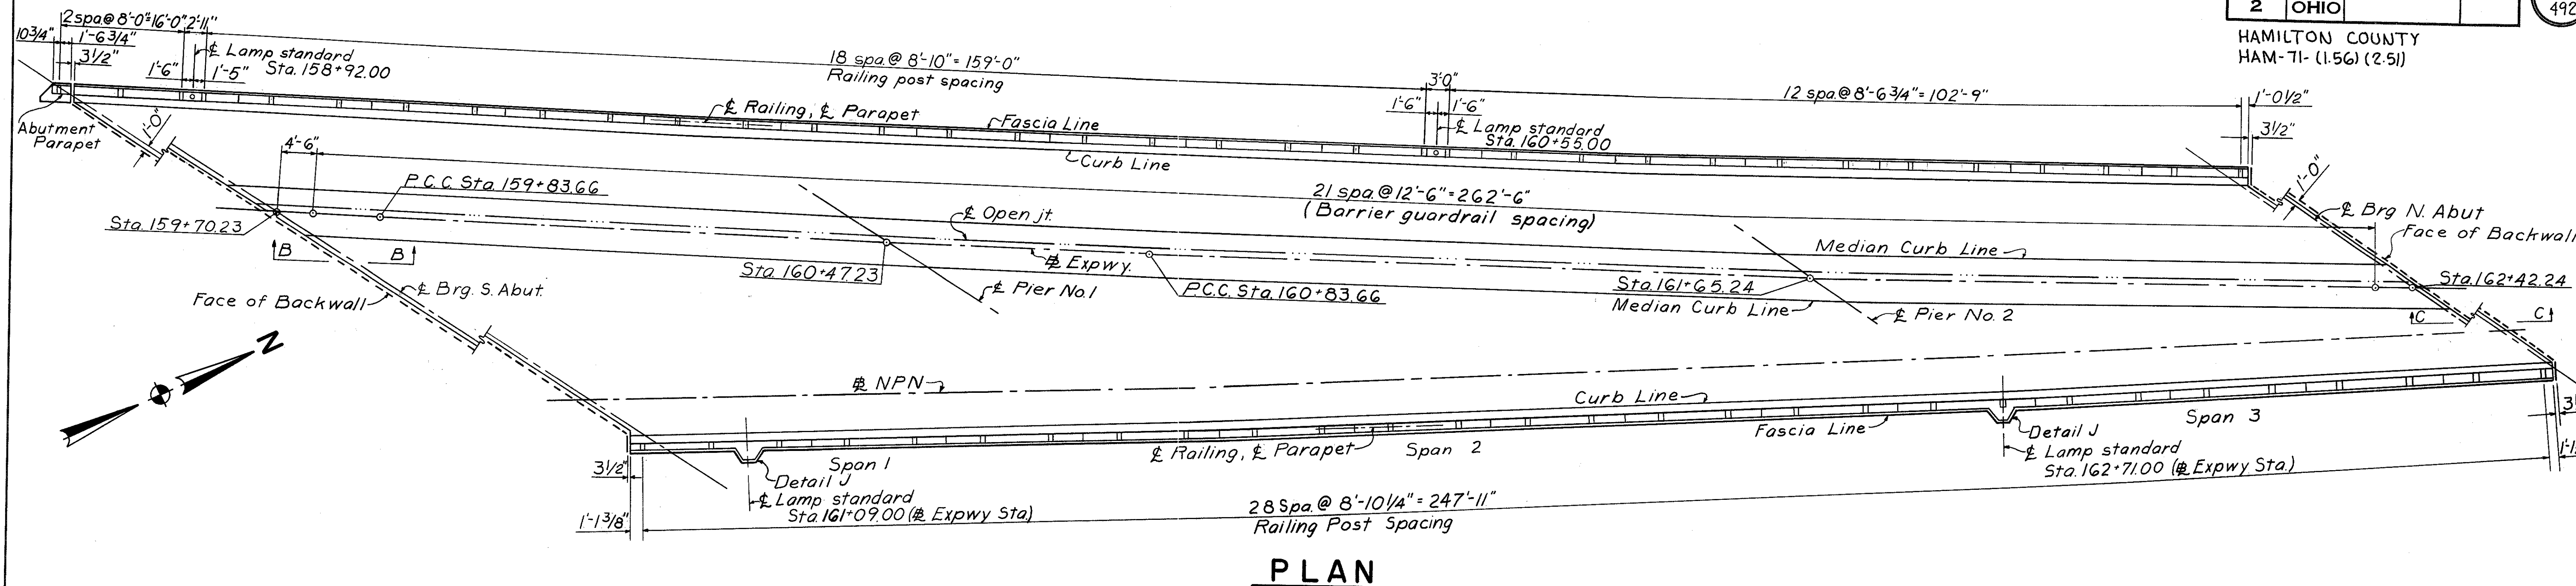 2 OHIO
492
HAMILTON COUNTY
HAM-71-(1.56)(2.51)
2 spa.@ 8'-0"=16'-0"
2'-11"
10 3/4"
1'-6 3/4"
3 1/2"
1'-6"
1'-5"
℄ Lamp standard
Sta. 158+92.00
18 spa.@ 8'-10"= 159'-0"
Railing post spacing
3'-0"
1'-6"
1'-6"
℄ Lamp standard
Sta. 160+55.00
12 spa.@ 8'-6 3/4"= 102'-9"
1'-0 1/2"
3 1/2"
Abutment
Parapet
1'-0"
℄ Railing, ℄ Parapet
Fascia Line
Curb Line
4'-6"
P.C.C. Sta. 159+83.66
21 spa.@ 12'-6"= 262'-6"
(Barrier guardrail spacing)
1'-0"
℄ Brg N. Abut
Face of Backwall
Sta. 159+70.23
B
B
℄ Open jt.
Median Curb Line
Sta. 160+47.23
℄ Expwy.
℄ Pier No. 1
P.C.C. Sta. 160+83.66
Sta. 161+65.24
Median Curb Line
℄ Pier No. 2
Sta. 162+42.24
C
C
Face of Backwall
℄ Brg. S. Abut.
N
NPN
Curb Line
3 1/2"
Span 1
℄ Railing, ℄ Parapet
Span 2
Fascia Line
Span 3
Detail J
℄ Lamp standard
Sta. 161+09.00 (Expwy Sta.)
Detail J
℄ Lamp standard
Sta. 162+71.00 (Expwy Sta.)
1'-1 3/8"
28 Spa.@ 8'-10 1/4"= 247'-11"
Railing Post Spacing
PLAN